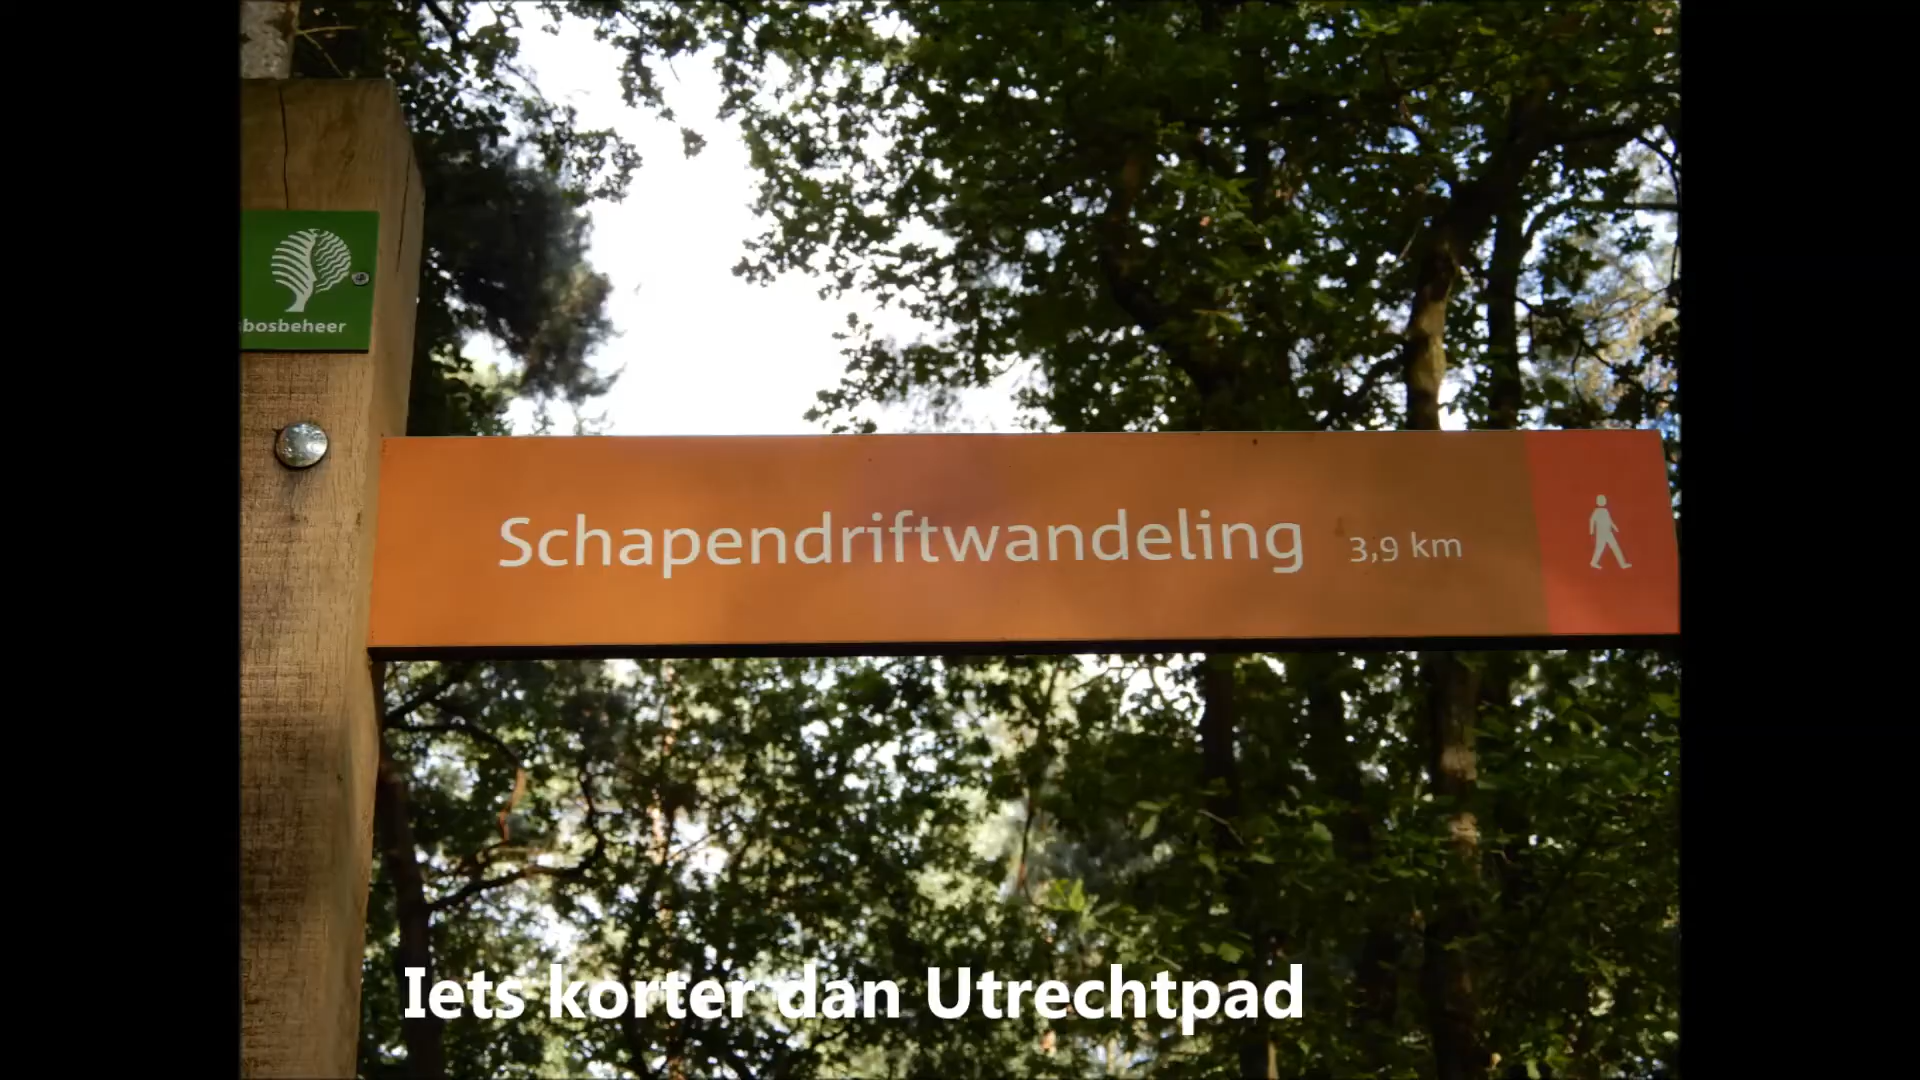 bosbeheer
Schapendriftwandeling 3,9 km
Iets korter dan Utrechtpad